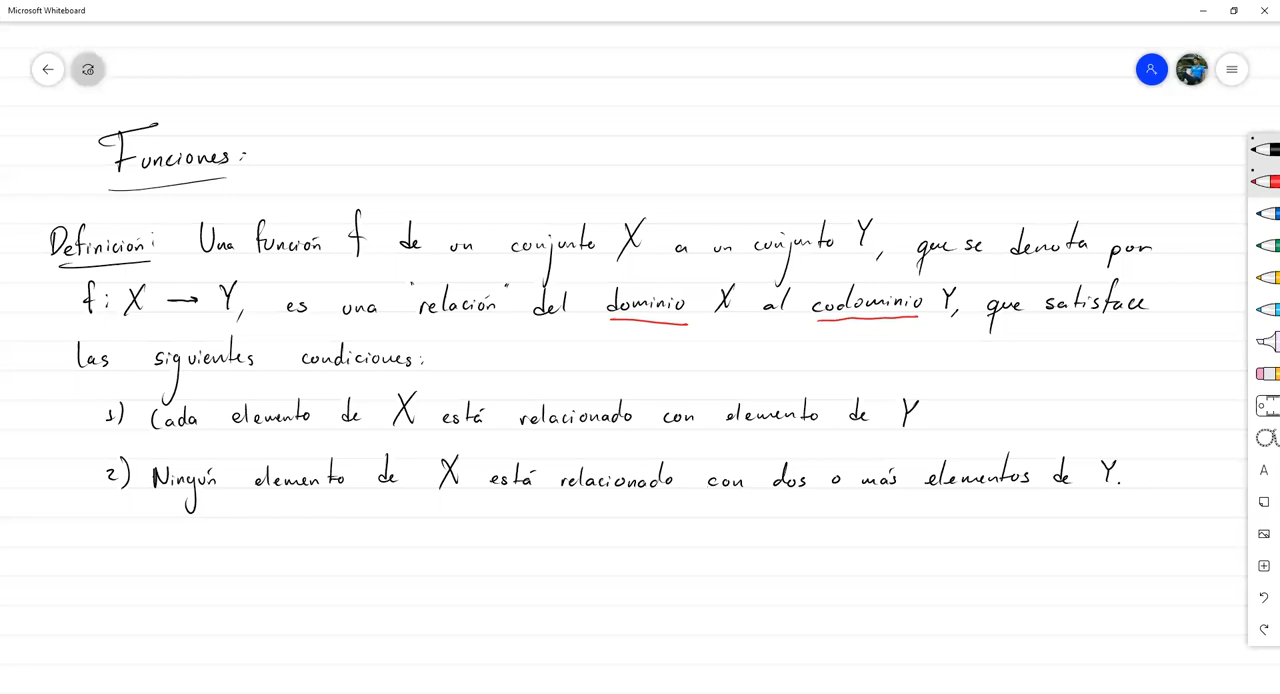 Microsoft Whiteboard
Funciones:
Definición: Una función f de un conjunto X a un conjunto Y, que se denota por
f: X → Y, es una "relación" del dominio X al codominio Y, que satisface
las siguientes condiciones:
1) Cada elemento de X está relacionado con elemento de Y
2) Ningún elemento de X está relacionado con dos o más elementos de Y.